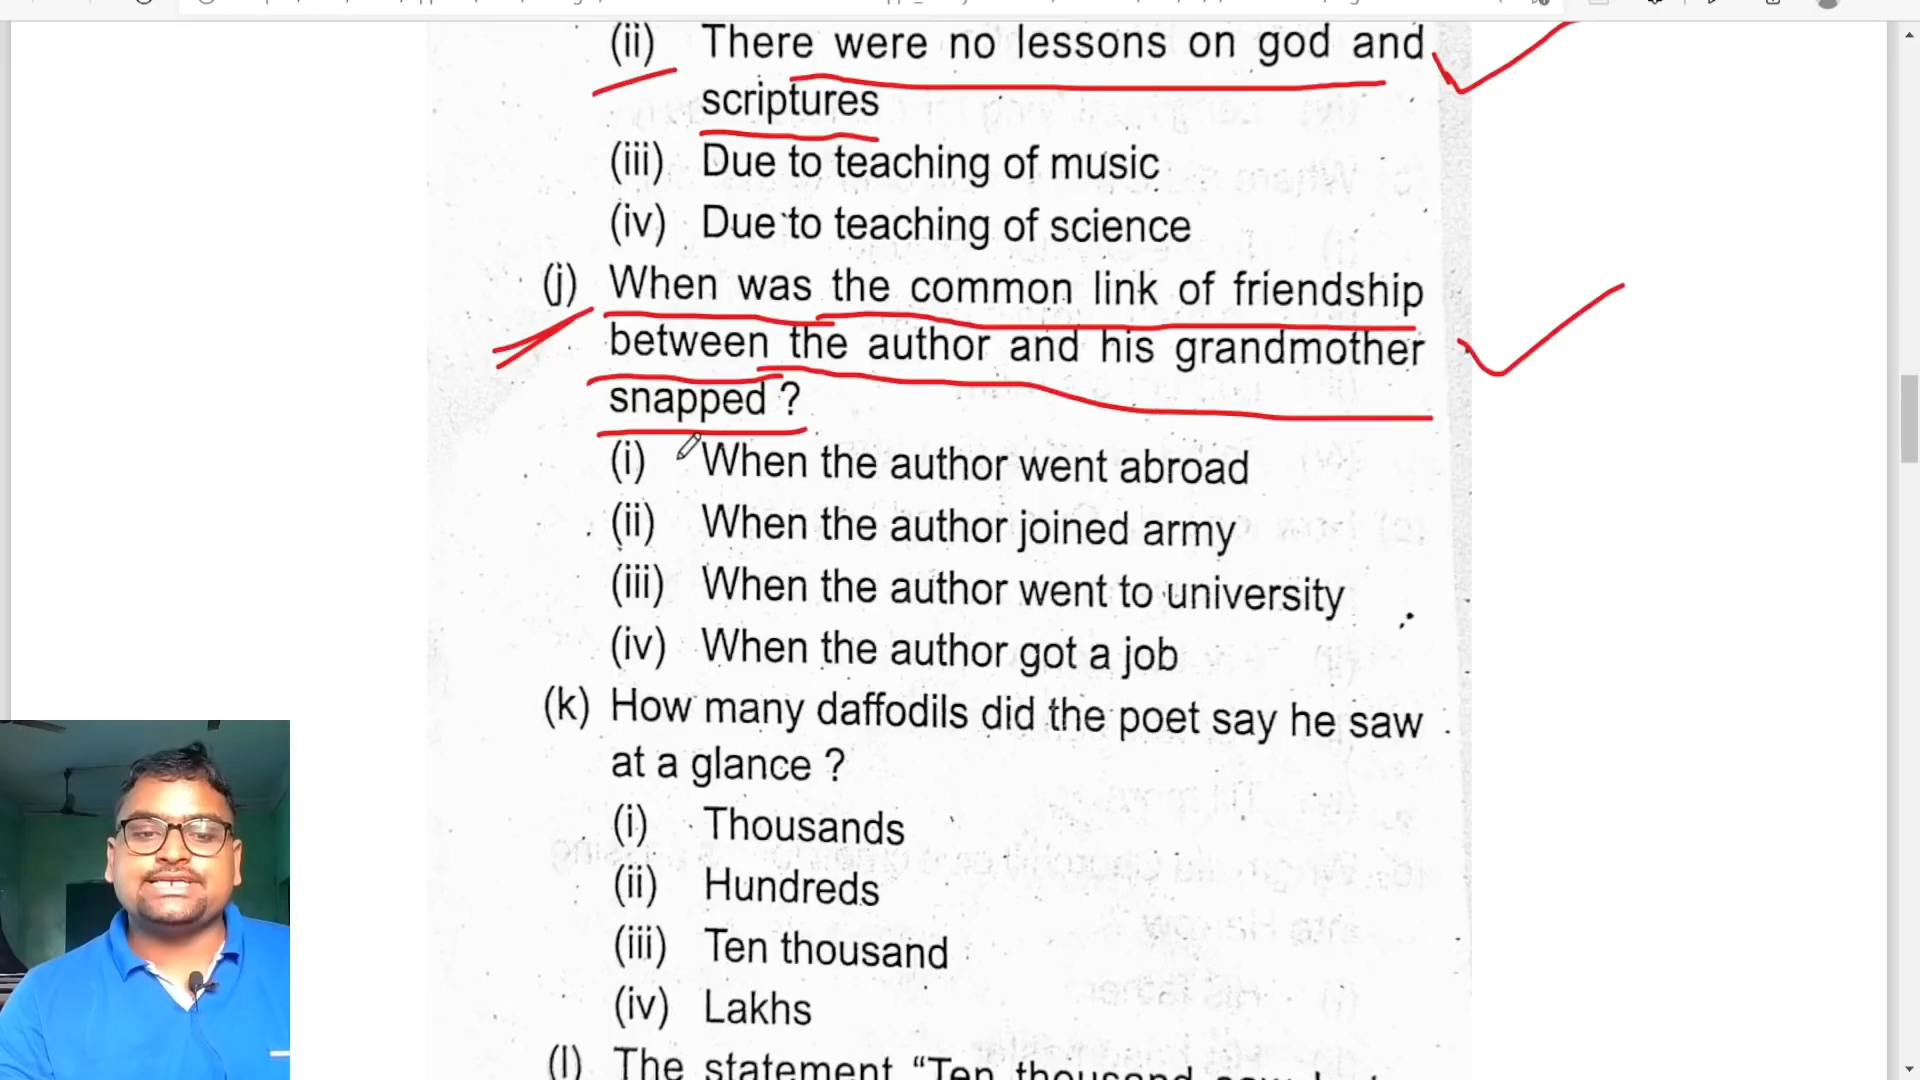 (ii) There were no lessons on god and
scriptures
(iii) Due to teaching of music
(iv) Due to teaching of science
(j) When was the common link of friendship
between the author and his grandmother
snapped ?
(i) When the author went abroad
(ii) When the author joined army
(iii) When the author went to university
(iv) When the author got a job
(k) How many daffodils did the poet say he saw
at a glance ?
(i) Thousands
(ii) Hundreds
(iii) Ten thousand
(iv) Lakhs
(l) The statement “Ten thousand saw I at a